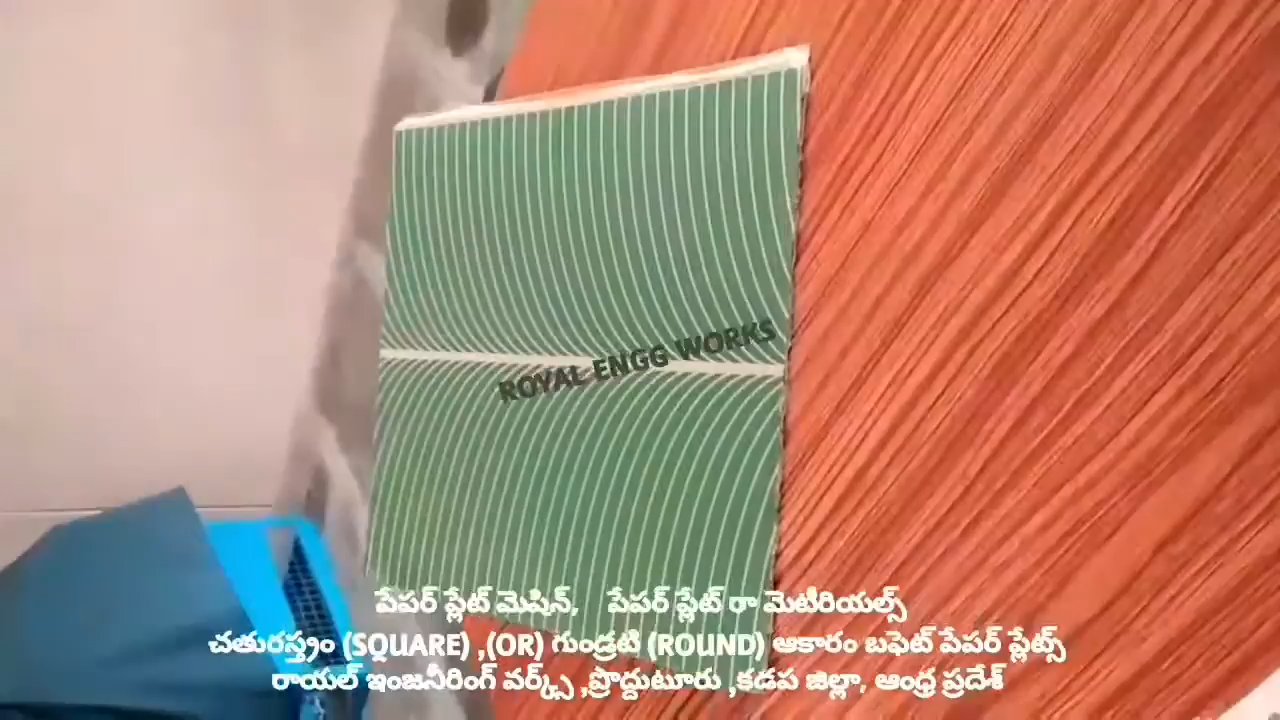 ROYAL ENGG WORKS
పేపర్ ప్లేట్ మెషిన్, పేపర్ ప్లేట్ రా మెటీరియల్స్
చతురస్త్రం (SQUARE) ,(OR) గుండ్రటి (ROUND) ఆకారం బఫెట్ పేపర్ ప్లేట్స్
రాయల్ ఇంజనీరింగ్ వర్క్స్ ,ప్రొద్దుటూరు ,కడప జిల్లా, ఆంధ్ర ప్రదేశ్